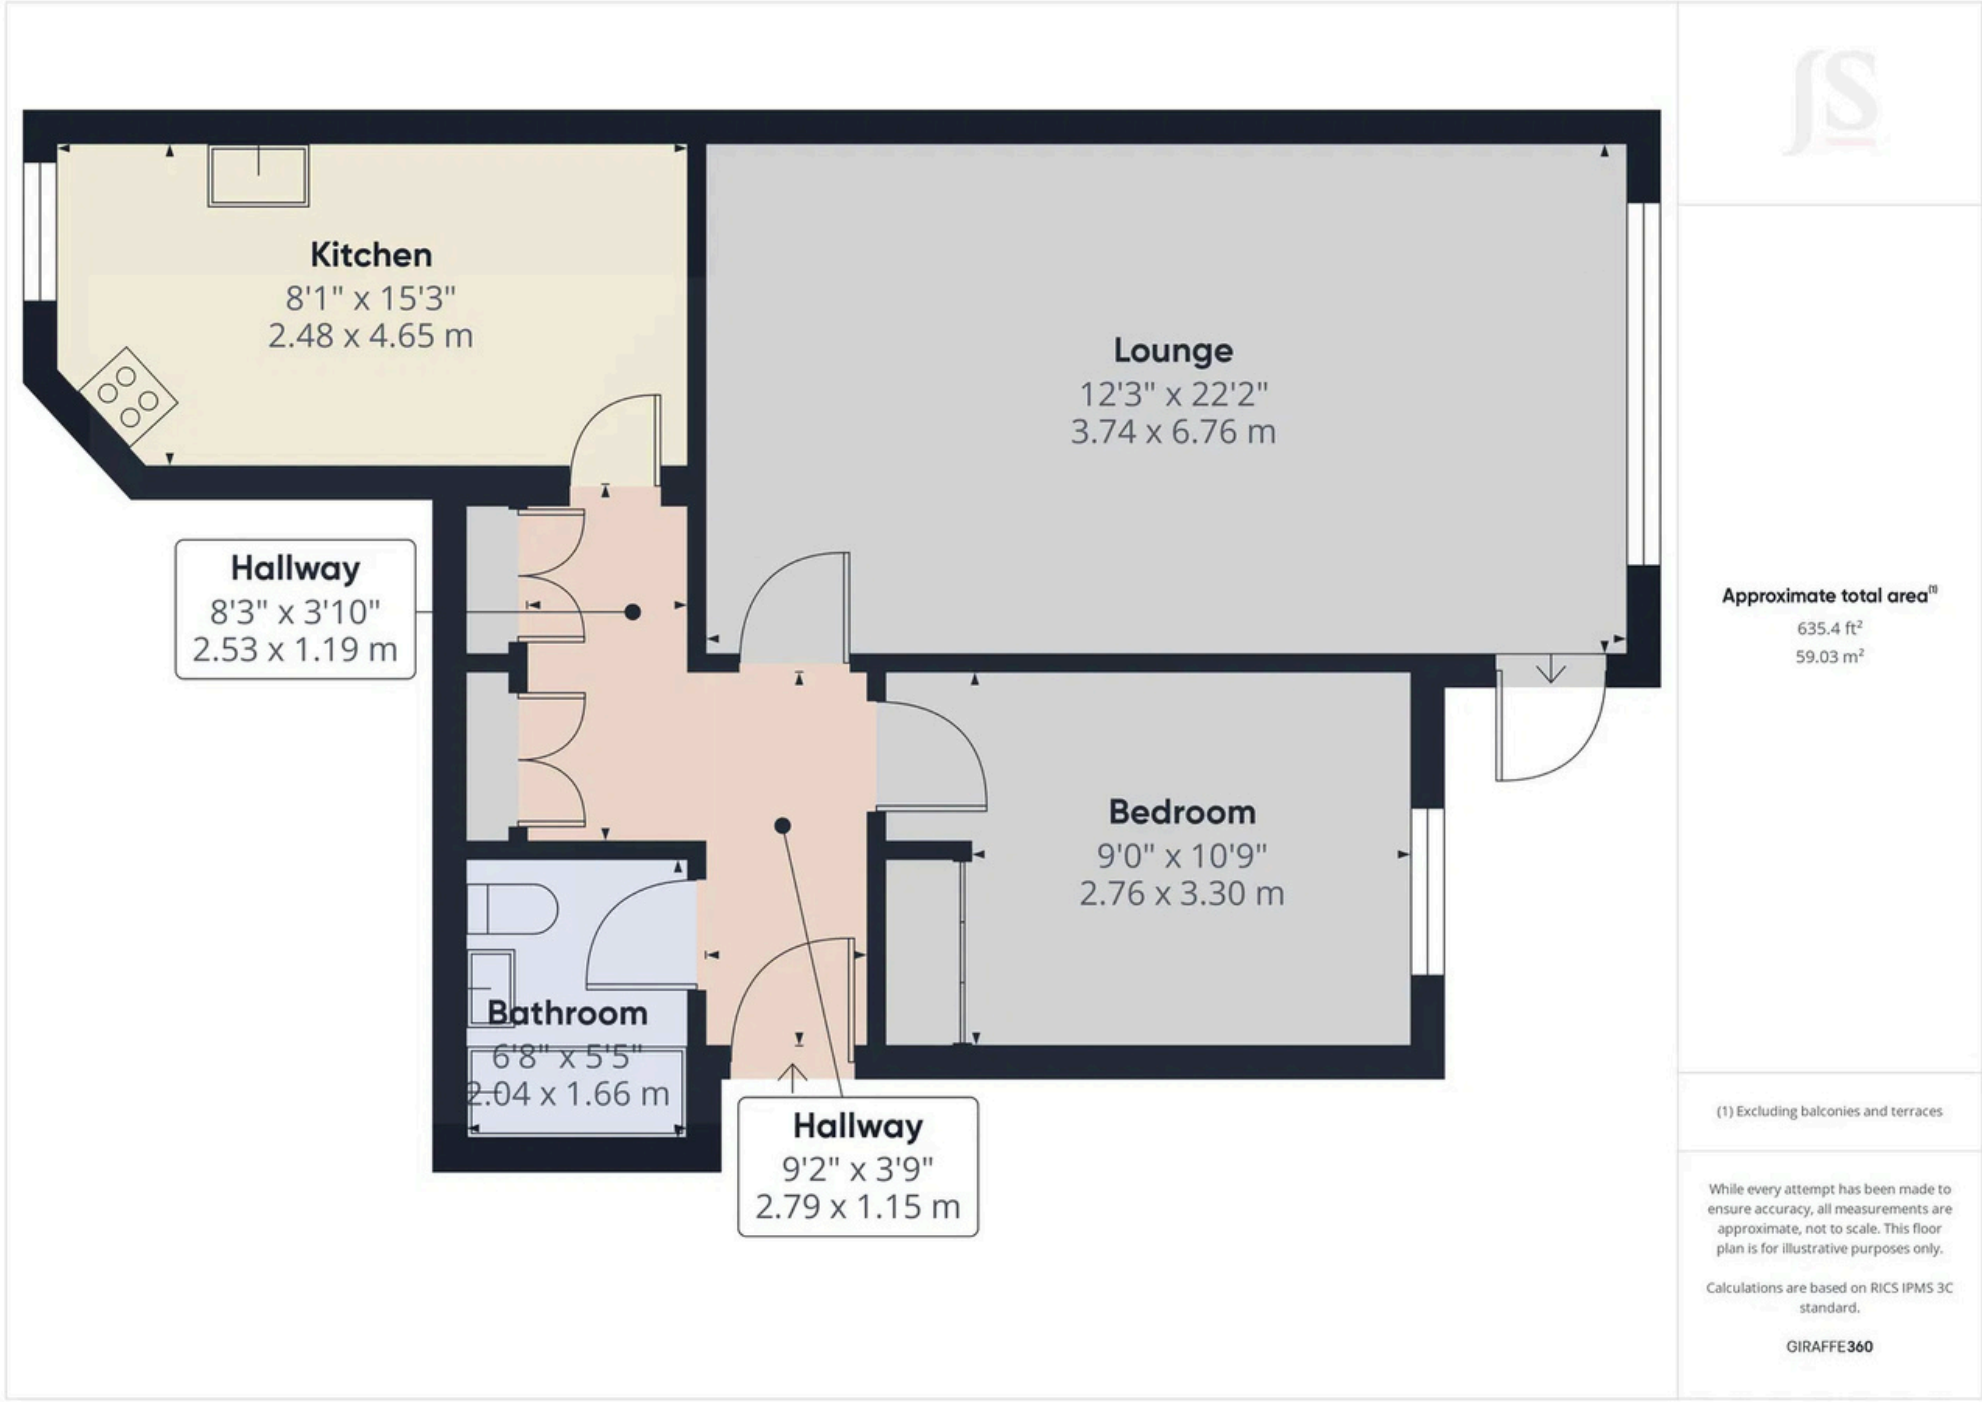 JS
Kitchen
8'1" x 15'3"
2.48 x 4.65 m
Lounge
12'3" x 22'2"
3.74 x 6.76 m
Hallway
8'3" x 3'10"
2.53 x 1.19 m
Bedroom
9'0" x 10'9"
2.76 x 3.30 m
Bathroom
6'8" x 5'5"
2.04 x 1.66 m
Hallway
9'2" x 3'9"
2.79 x 1.15 m
Approximate total area(1)
635.4 ft²
59.03 m²
(1) Excluding balconies and terraces
While every attempt has been made to
ensure accuracy, all measurements are
approximate, not to scale. This floor
plan is for illustrative purposes only.
Calculations are based on RICS IPMS 3C
standard.
GIRAFFE360